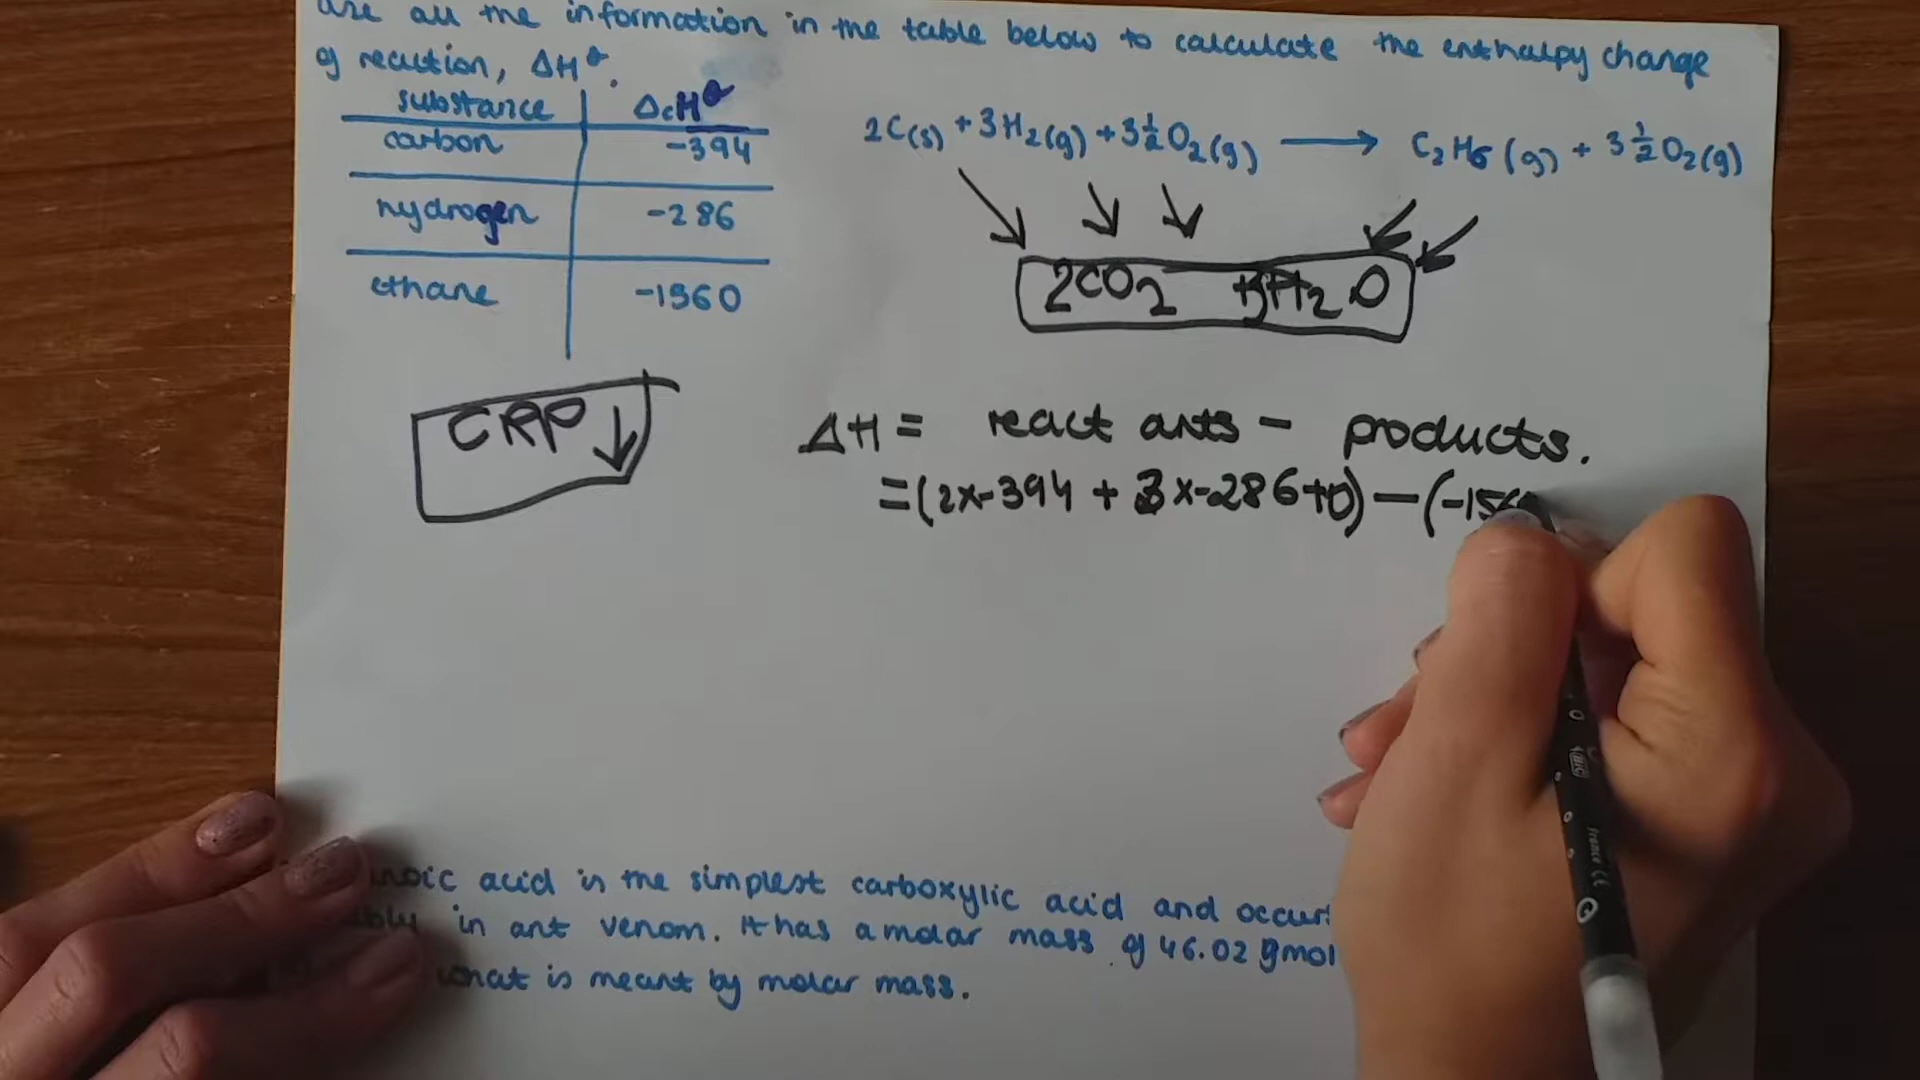 all the information in the table below to calculate the enthalpy change
of reaction, ΔH⦵.
substance ΔcH⦵
carbon -394
hydrogen -286
ethane -1560
2C(s) + 3H₂(g) + 3½O₂(g) ⟶ C₂H₆(g) + 3½O₂(g)
2CO₂ + 3H₂O
CRP↓
ΔH = reactants - products.
=(2x-394 + 3x-286+0) - (-1560
acid is the simplest carboxylic acid and
in ant venom. It has a molar mass of 46.02 gmol
what is meant by molar mass.